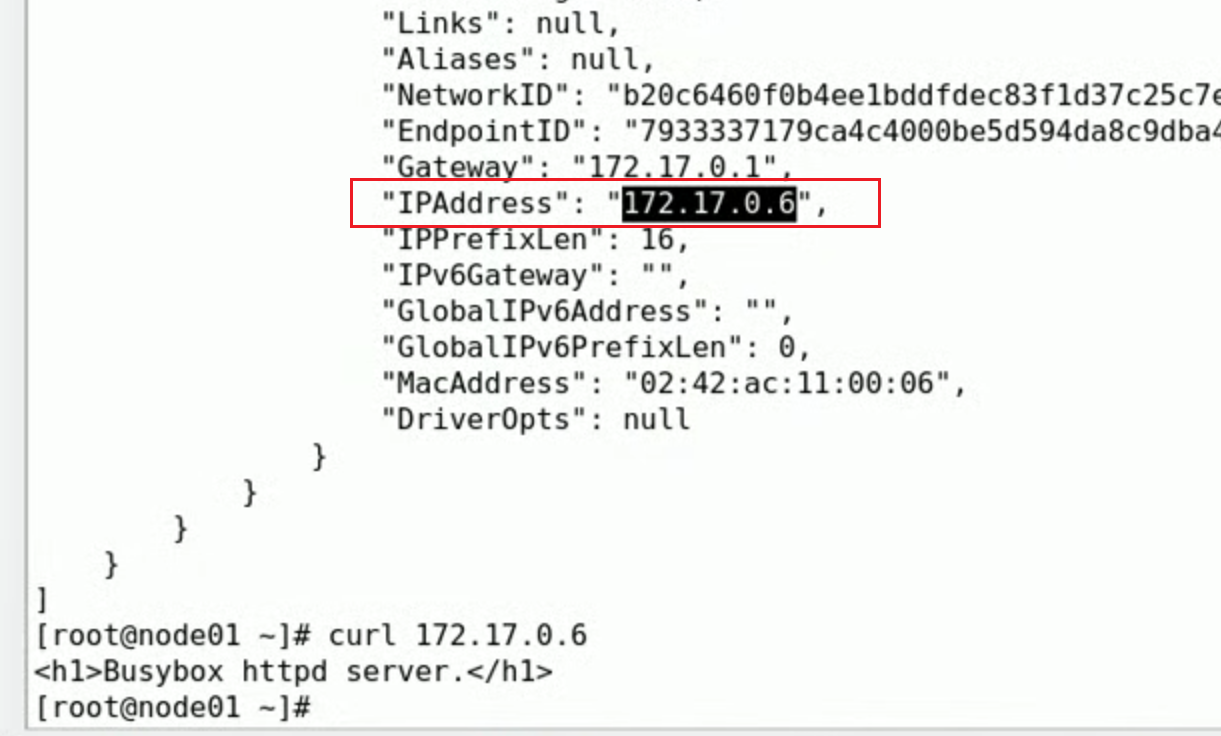 "Links": null,
"Aliases": null,
"NetworkID": "b20c6460f0b4ee1bddfdec83f1d37c25c7e
"EndpointID": "7933337179ca4c4000be5d594da8c9dba4
"Gateway": "172.17.0.1",
"IPAddress": "172.17.0.6",
"IPPrefixLen": 16,
"IPv6Gateway": "",
"GlobalIPv6Address": "",
"GlobalIPv6PrefixLen": 0,
"MacAddress": "02:42:ac:11:00:06",
"DriverOpts": null
}
}
}
}
]
[root@node01 ~]# curl 172.17.0.6
<h1>Busybox httpd server.</h1>
[root@node01 ~]#